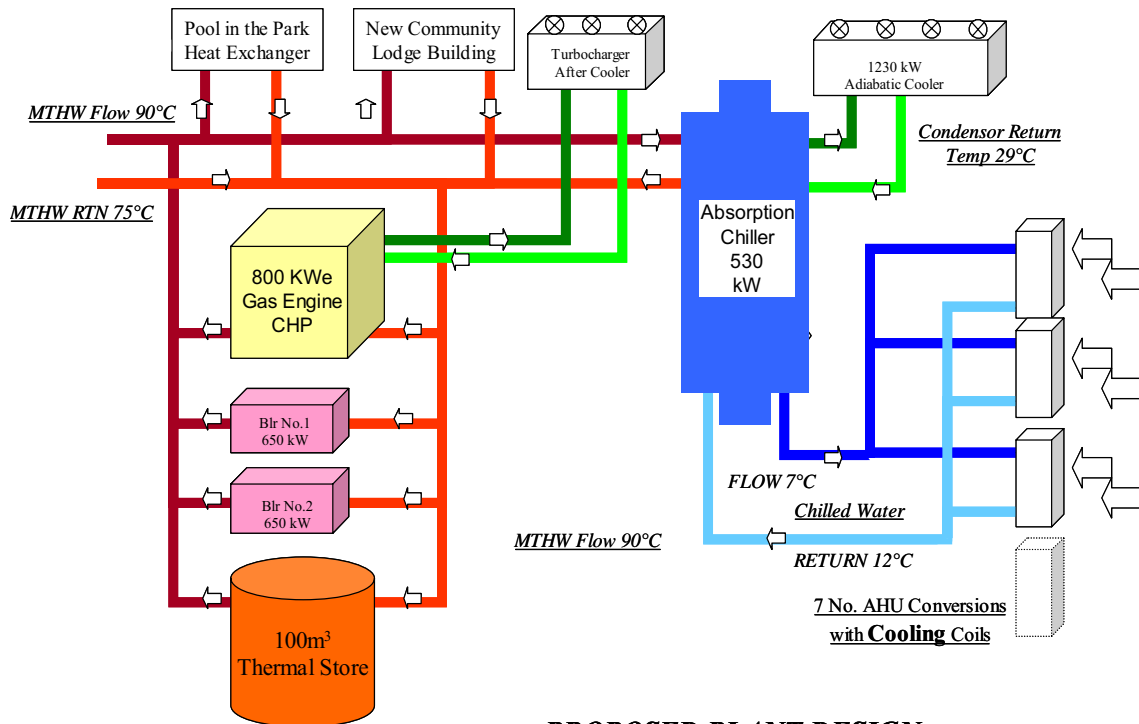 Pool in the Park
Heat Exchanger
New Community
Lodge Building
Turbocharger
After Cooler
1230 kW
Adiabatic Cooler
MTHW Flow 90°C
Condensor Return
Temp 29°C
MTHW RTN 75°C
Absorption
Chiller
530
kW
800 KWe
Gas Engine
CHP
Blr No.1
650 kW
Blr No.2
650 kW
FLOW 7°C
Chilled Water
MTHW Flow 90°C
RETURN 12°C
7 No. AHU Conversions
with Cooling Coils
100m³
Thermal Store
PROPOSED PLANT DESIGN